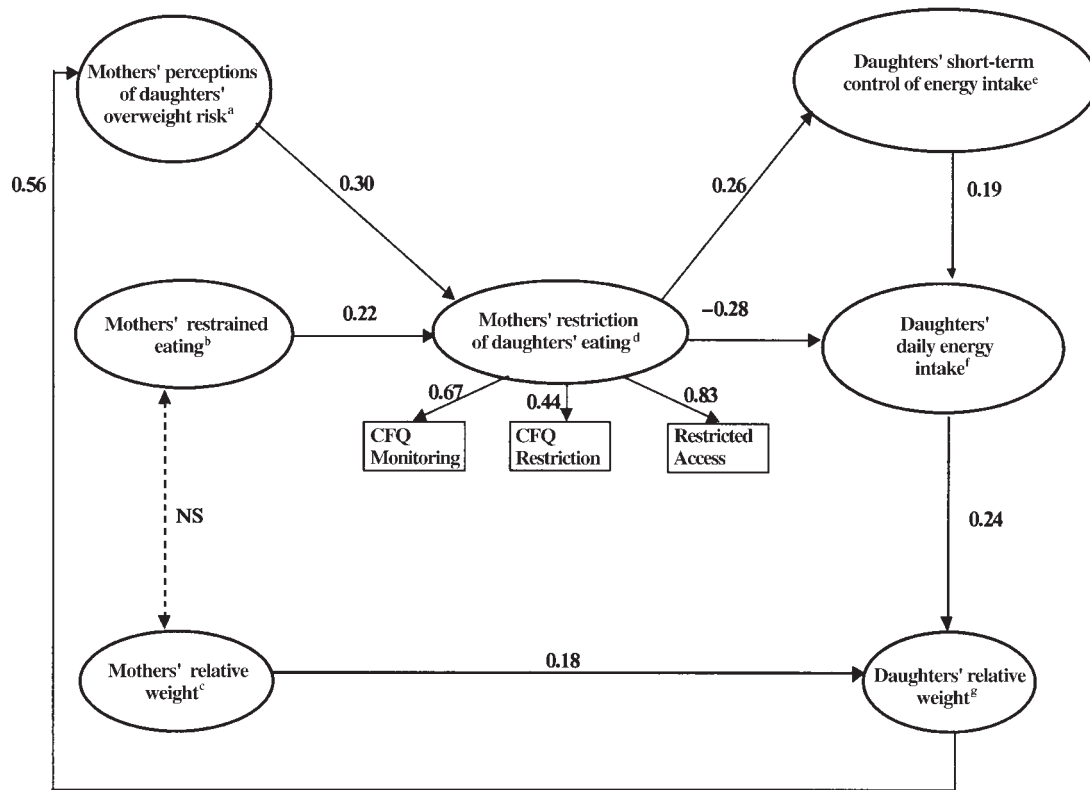 Mothers' perceptions
of daughters'
overweight risk^a
Daughters' short-term
control of energy intake^e
0.56
0.30
0.26
0.19
Mothers' restrained
eating^b
0.22
Mothers' restriction
of daughters' eating^d
−0.28
Daughters'
daily energy
intake^f
0.67
0.44
0.83
CFQ
Monitoring
CFQ
Restriction
Restricted
Access
NS
0.24
Mothers' relative
weight^c
0.18
Daughters' relative
weight^g